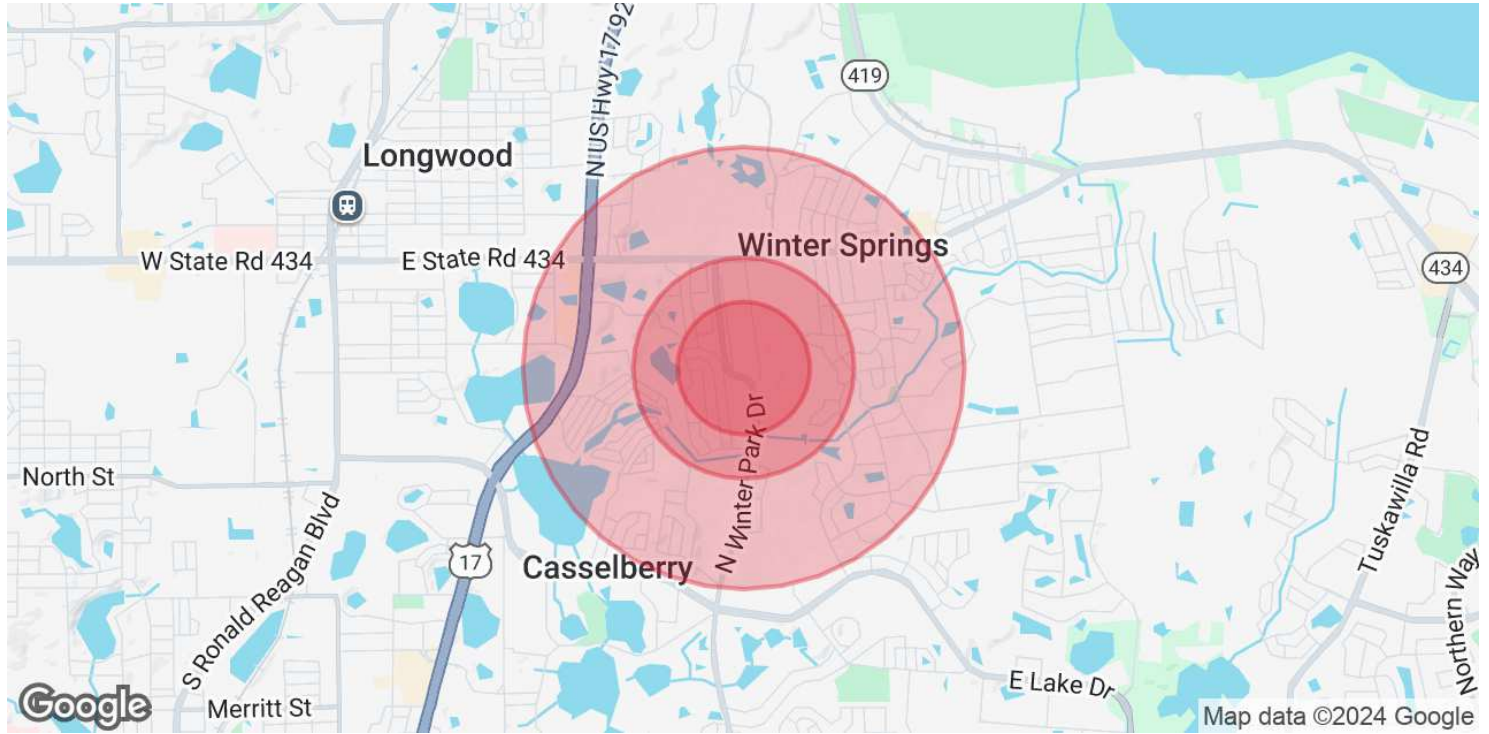 N US Hwy 17 92
419
Longwood
Winter Springs
W State Rd 434
E State Rd 434
434
North St
N Winter Park Dr
Tuskawilla Rd
S Ronald Reagan Blvd
17
Casselberry
Northern Way
E Lake Dr
Merritt St
Google
Map data ©2024 Google